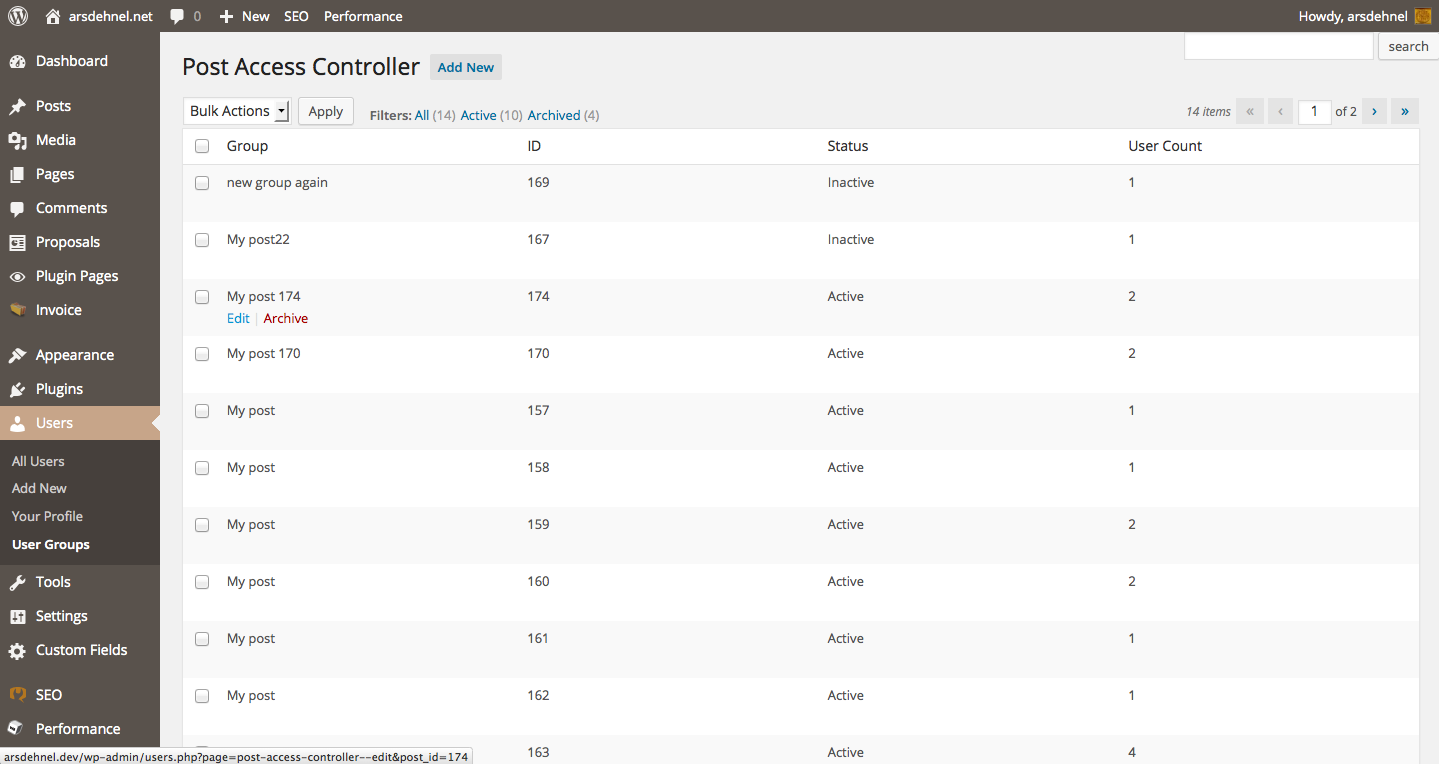 arsdehnel.net 0 New SEO Performance Howdy, arsdehnel
search
Post Access Controller Add New
Bulk Actions Apply Filters: All (14) Active (10) Archived (4) 14 items « ‹ 1 of 2 › »
Group ID Status User Count
new group again 169 Inactive 1
My post22 167 Inactive 1
My post 174 174 Active 2
Edit | Archive
My post 170 170 Active 2
My post 157 Active 1
My post 158 Active 1
My post 159 Active 2
My post 160 Active 2
My post 161 Active 1
My post 162 Active 1
163 Active 4
Dashboard
Posts
Media
Pages
Comments
Proposals
Plugin Pages
Invoice
Appearance
Plugins
Users
All Users
Add New
Your Profile
User Groups
Tools
Settings
Custom Fields
SEO
Performance
arsdehnel.dev/wp-admin/users.php?page=post-access-controller--edit&post_id=174